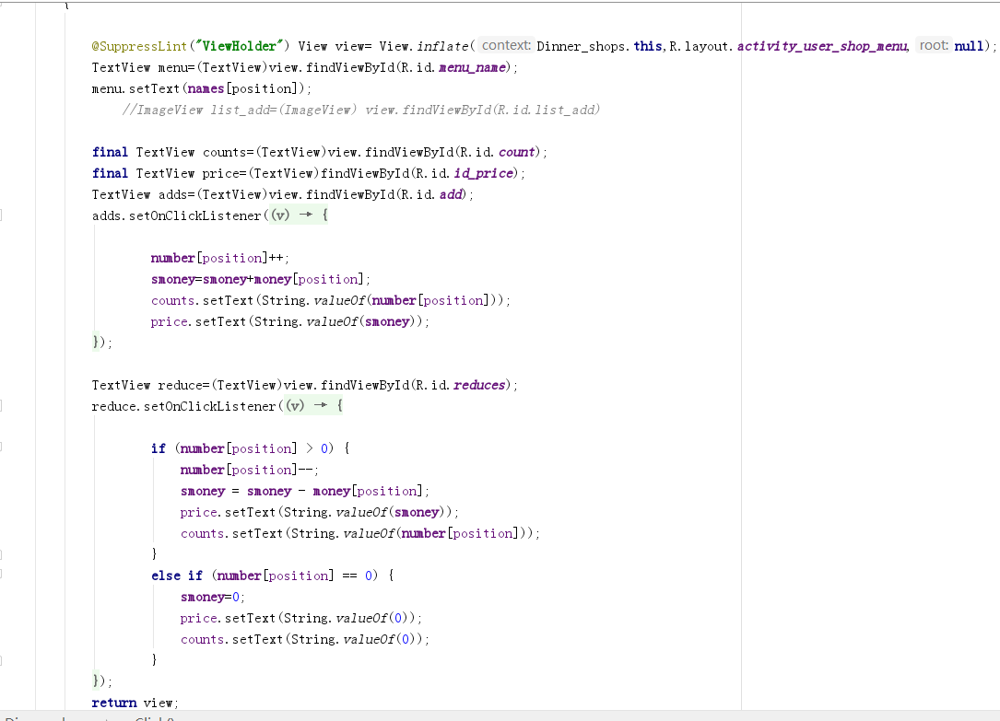 {
@SuppressLint("ViewHolder") View view= View.inflate( context: Dinner_shops.this,R.layout.activity_user_shop_menu, root: null);
TextView menu=(TextView)view.findViewById(R.id.menu_name);
menu.setText(names[position]);
//ImageView list_add=(ImageView) view.findViewById(R.id.list_add)
final TextView counts=(TextView)view.findViewById(R.id.count);
final TextView price=(TextView)findViewById(R.id.id_price);
TextView adds=(TextView)view.findViewById(R.id.add);
adds.setOnClickListener((v) → {
number[position]++;
smoney=smoney+money[position];
counts.setText(String.valueOf(number[position]));
price.setText(String.valueOf(smoney));
});
TextView reduce=(TextView)view.findViewById(R.id.reduces);
reduce.setOnClickListener((v) → {
if (number[position] > 0) {
number[position]--;
smoney = smoney - money[position];
price.setText(String.valueOf(smoney));
counts.setText(String.valueOf(number[position]));
}
else if (number[position] == 0) {
smoney=0;
price.setText(String.valueOf(0));
counts.setText(String.valueOf(0));
}
});
return view;